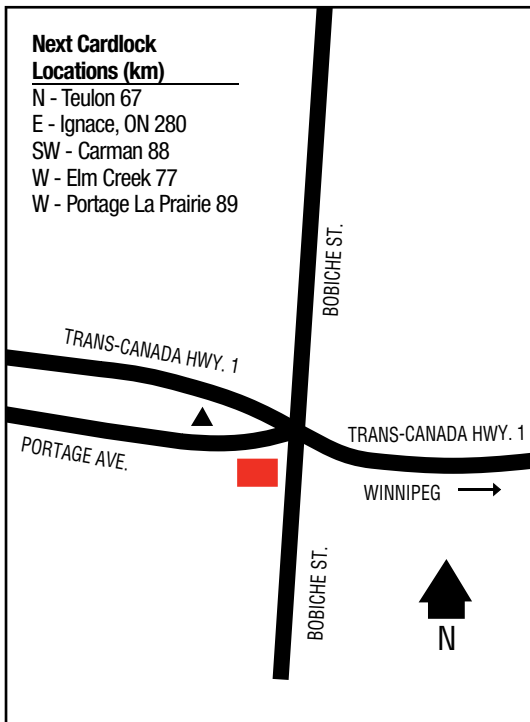 Next Cardlock
Locations (km)
N - Teulon 67
E - Ignace, ON 280
SW - Carman 88
W - Elm Creek 77
W - Portage La Prairie 89
BOBICHE ST.
TRANS-CANADA HWY. 1
TRANS-CANADA HWY. 1
PORTAGE AVE.
WINNIPEG
BOBICHE ST.
N